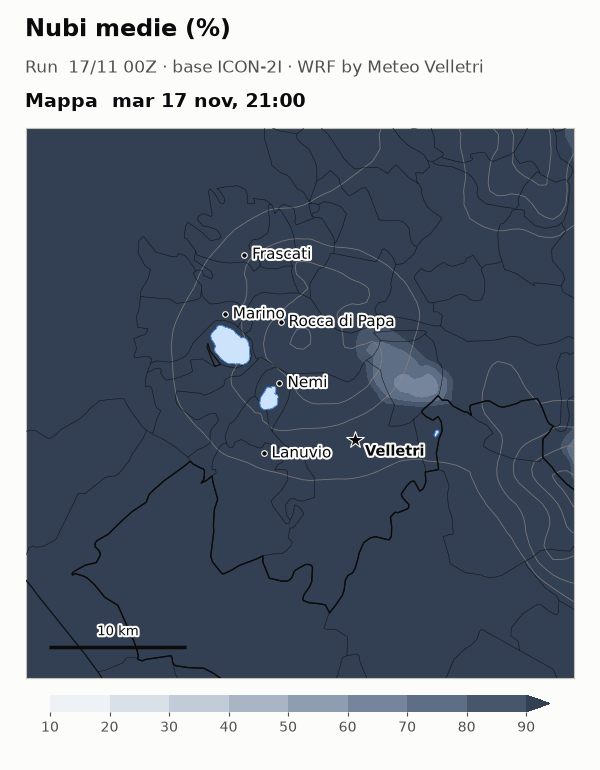 Nubi medie (%)
Run  17/11 00Z · base ICON-2I · WRF by Meteo Velletri
Mappa  mar 17 nov, 21:00
Frascati
Marino
Rocca di Papa
Nemi
Velletri
Lanuvio
10 km
10 20 30 40 50 60 70 80 90